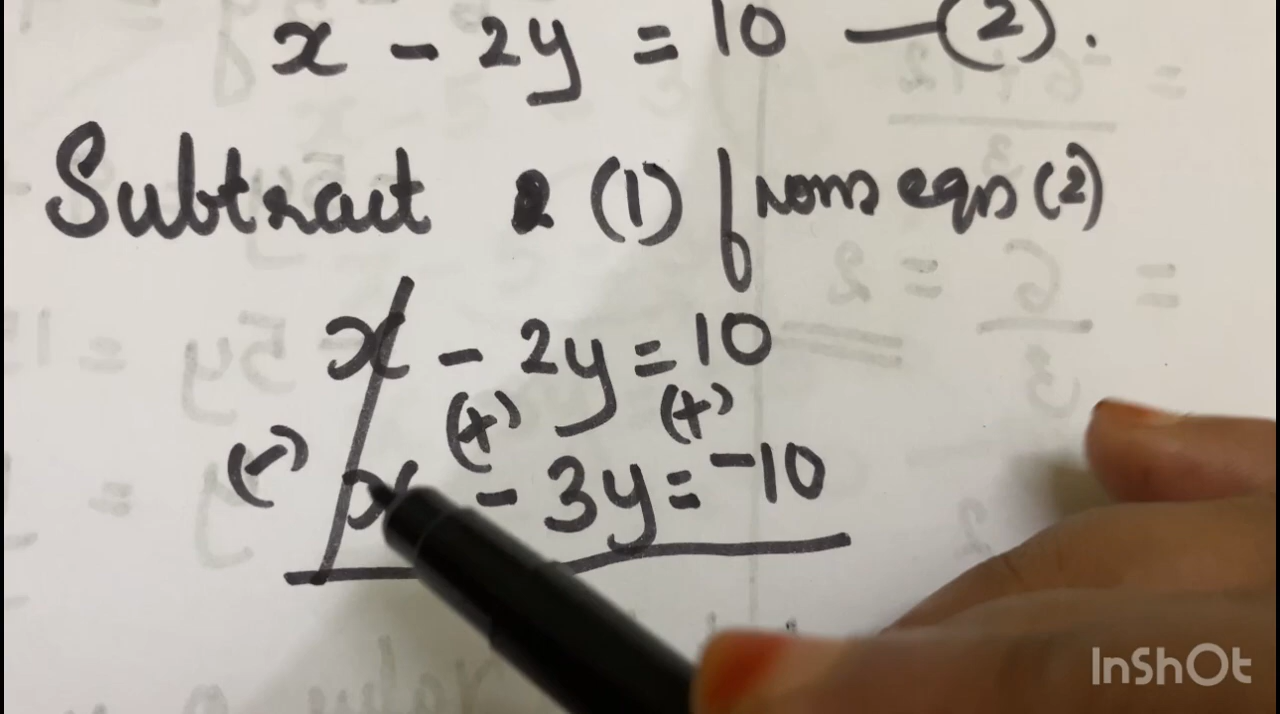 x - 2y = 10 —(2).
Subtract (1) from eqn (2)
x - 2y = 10
(-) (+) (+)
x - 3y = -10
InShOt